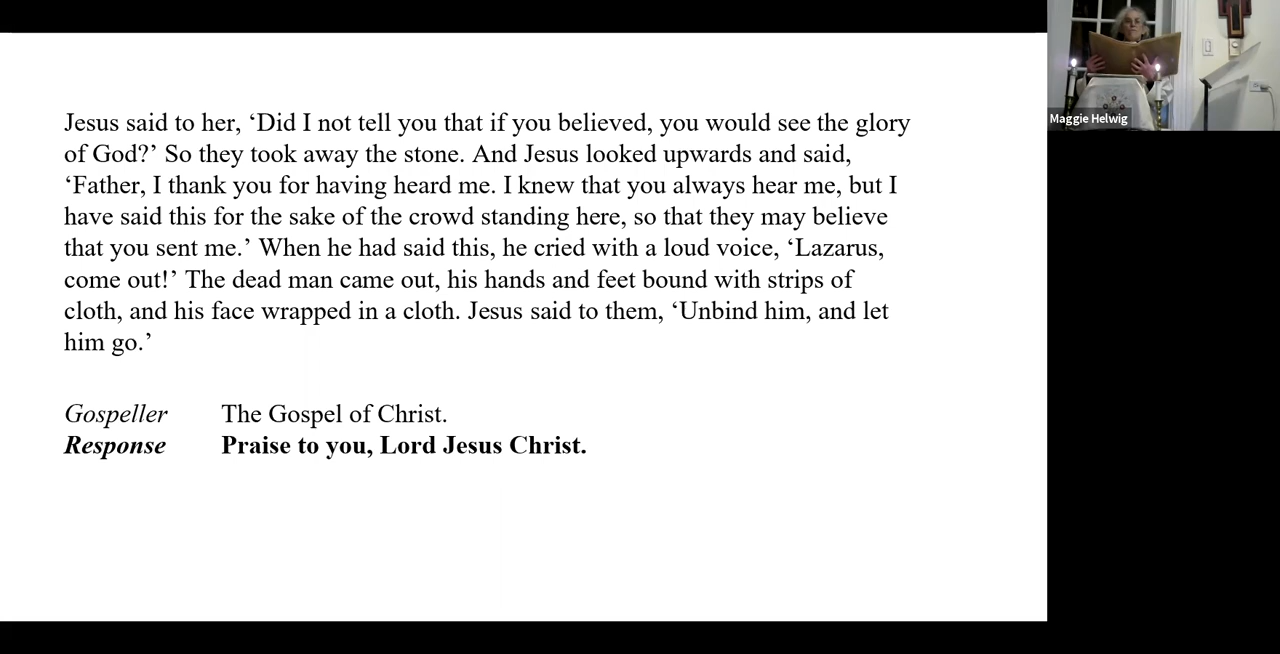 Jesus said to her, ‘Did I not tell you that if you believed, you would see the glory
of God?’ So they took away the stone. And Jesus looked upwards and said,
‘Father, I thank you for having heard me. I knew that you always hear me, but I
have said this for the sake of the crowd standing here, so that they may believe
that you sent me.’ When he had said this, he cried with a loud voice, ‘Lazarus,
come out!’ The dead man came out, his hands and feet bound with strips of
cloth, and his face wrapped in a cloth. Jesus said to them, ‘Unbind him, and let
him go.’
Gospeller The Gospel of Christ.
Response Praise to you, Lord Jesus Christ.
Maggie Helwig